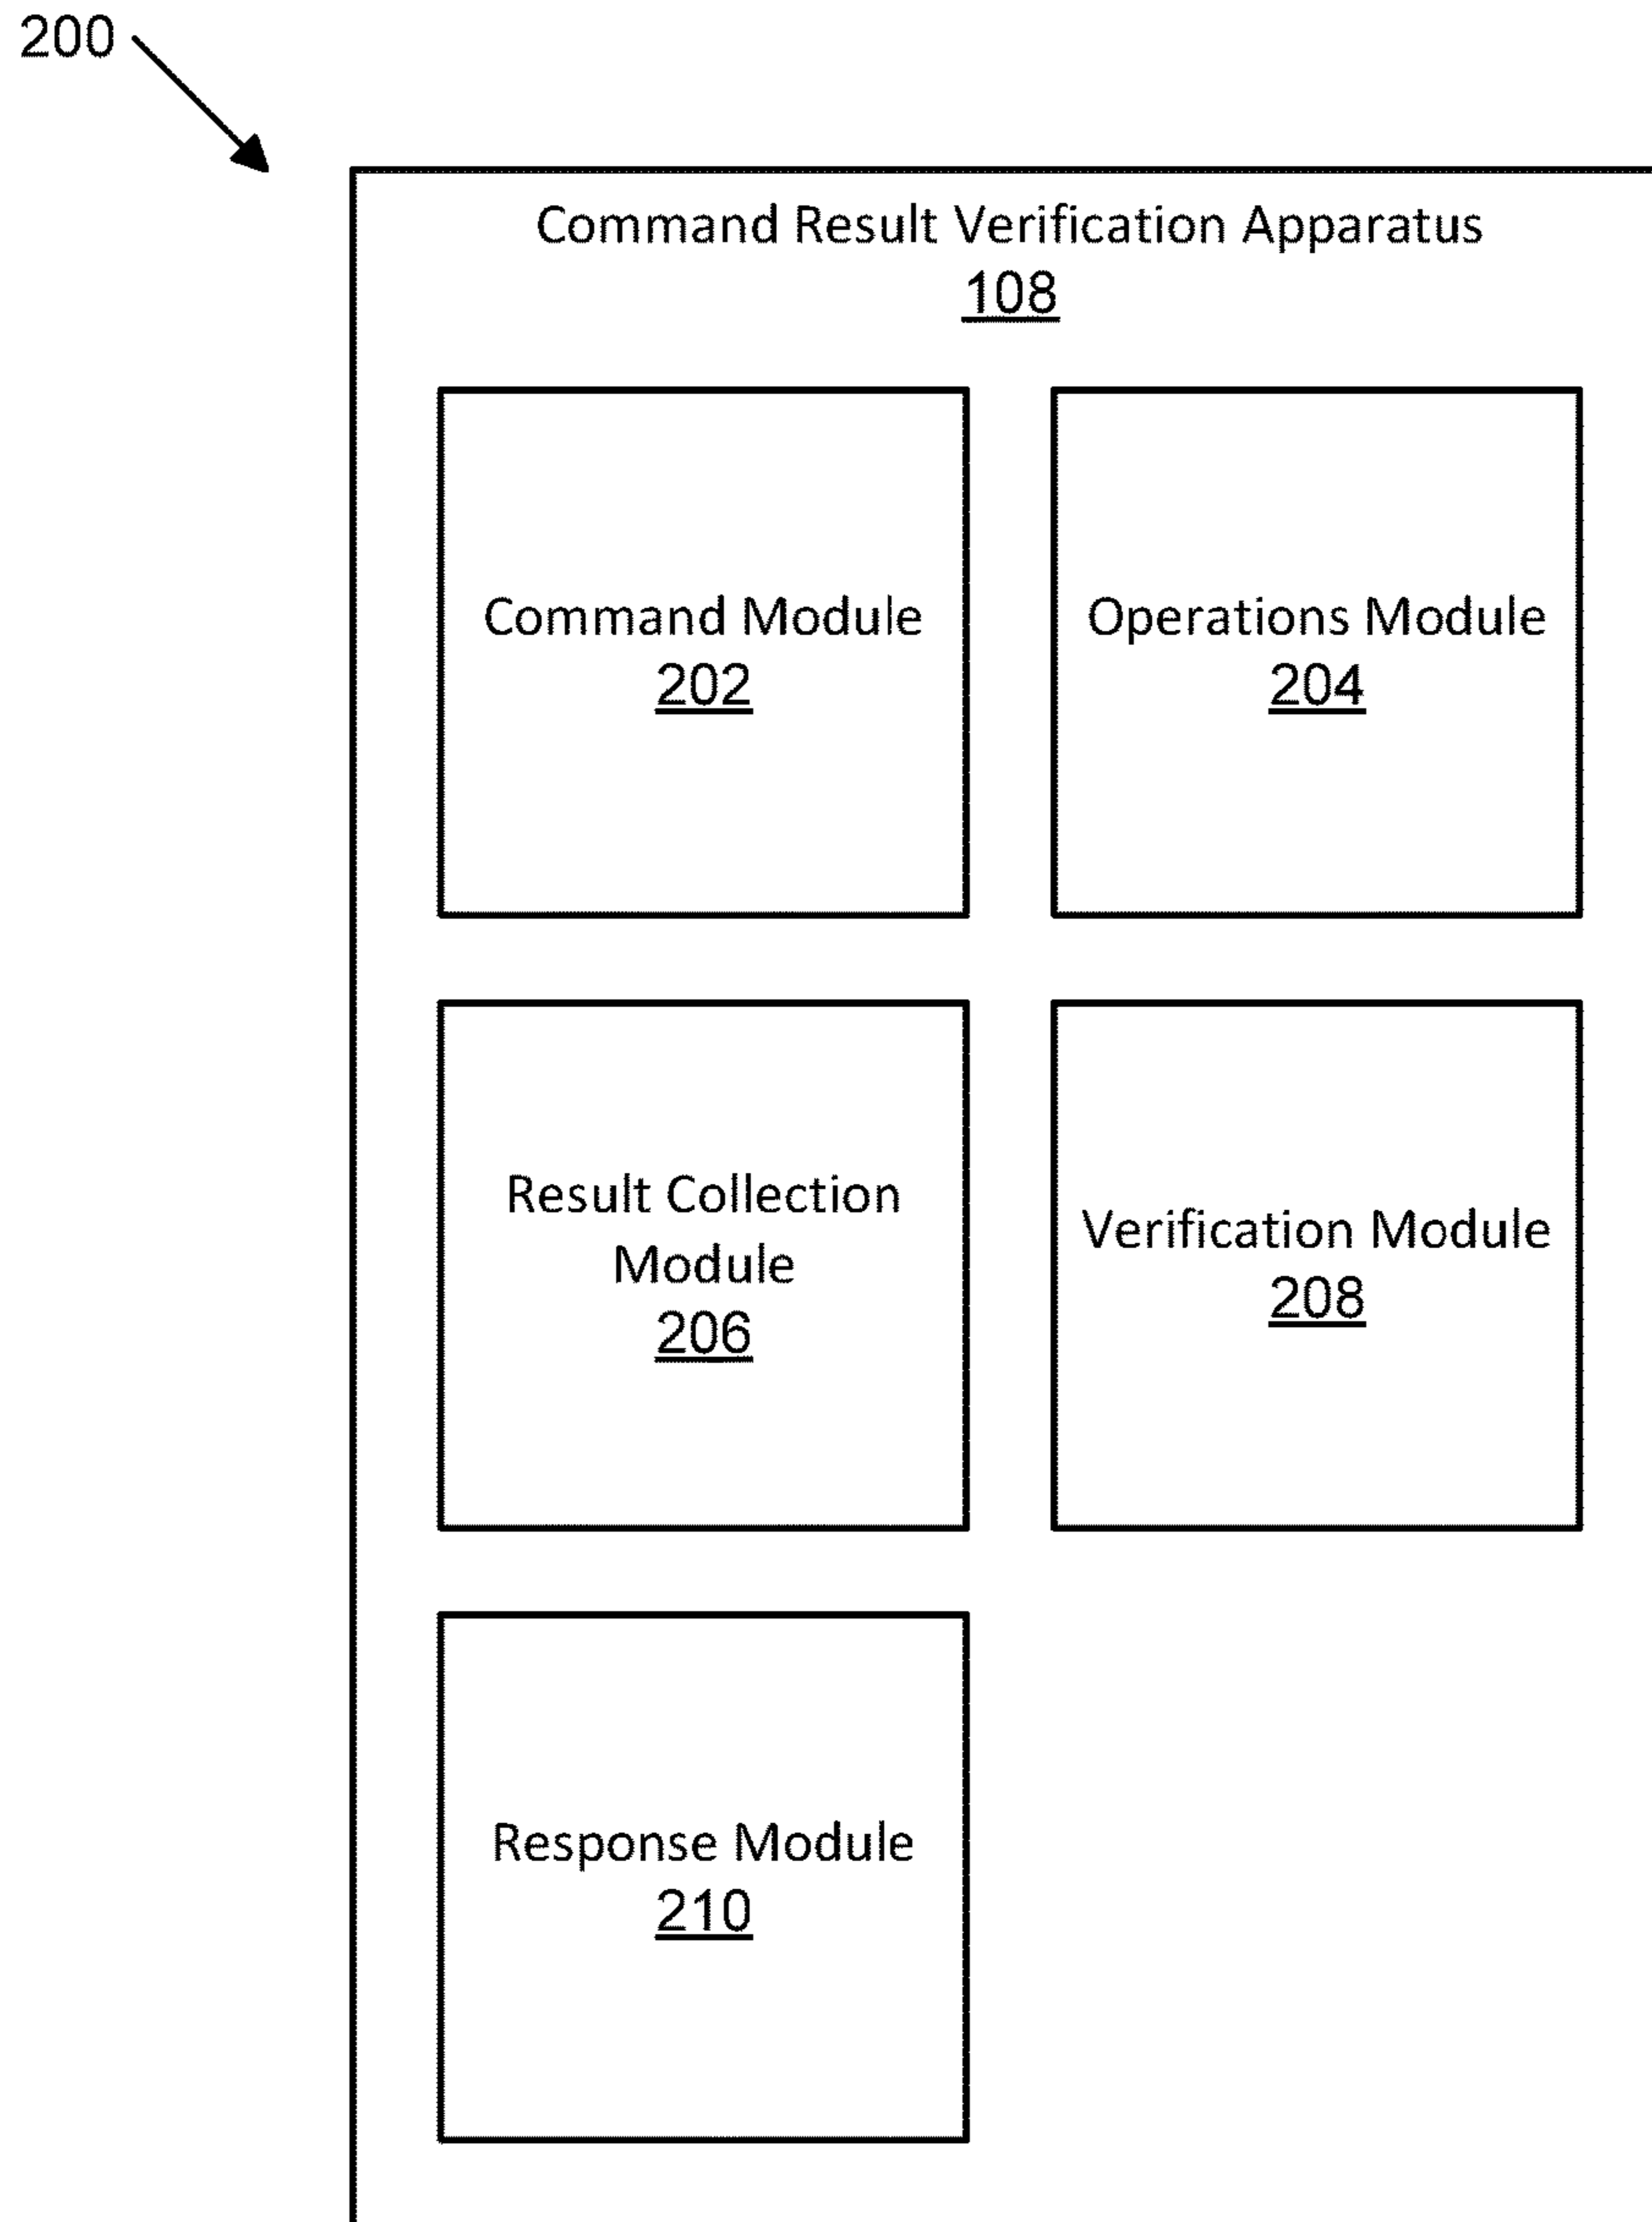 200
Command Result Verification Apparatus
108
Command Module
202
Operations Module
204
Result Collection
Module
206
Verification Module
208
Response Module
210